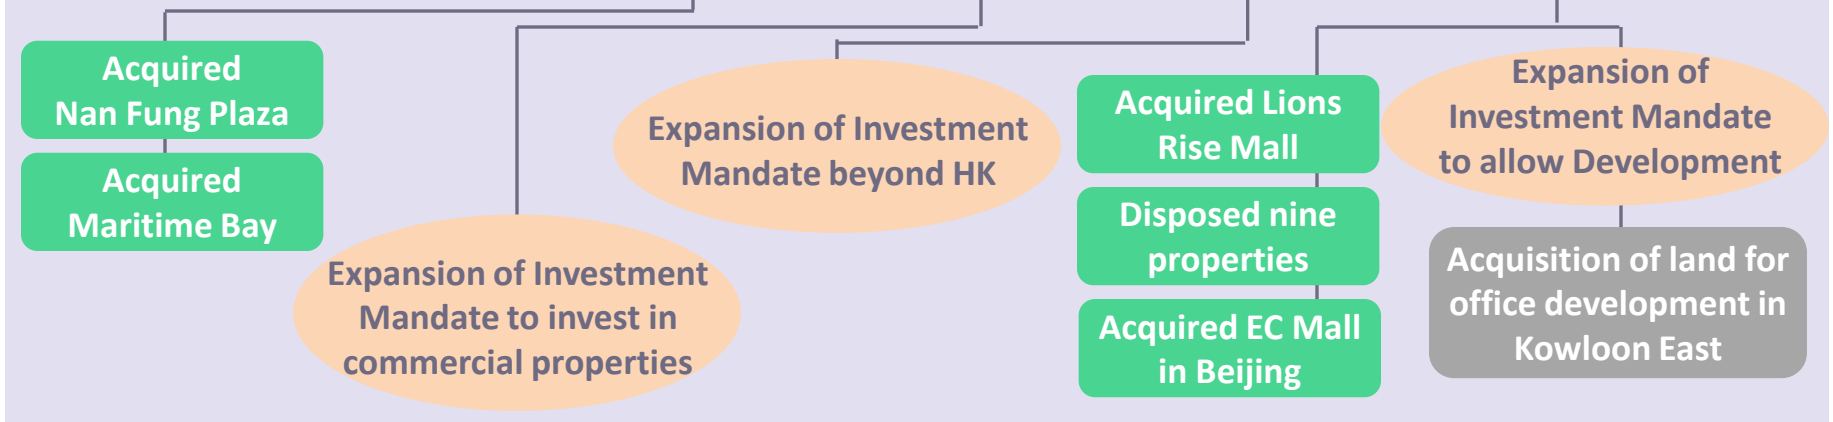 Acquired
Nan Fung Plaza
Acquired
Maritime Bay
Expansion of Investment
Mandate to invest in
commercial properties
Expansion of Investment
Mandate beyond HK
Acquired Lions
Rise Mall
Disposed nine
properties
Acquired EC Mall
in Beijing
Expansion of
Investment Mandate
to allow Development
Acquisition of land for
office development in
Kowloon East